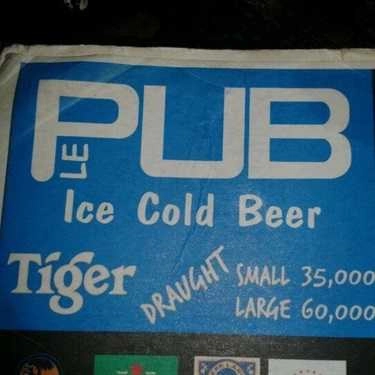 Le PUB
Ice Cold Beer
Tiger
DRAUGHT
SMALL 35,000
LARGE 60,000